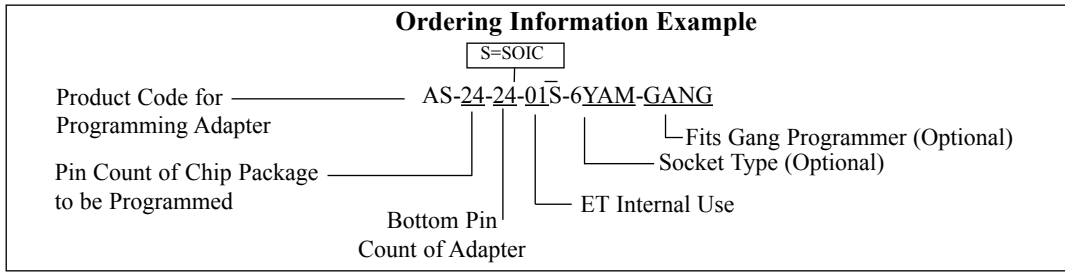 Ordering Information Example
S=SOIC
Product Code for
Programming Adapter
AS-24-24-01S-6YAM-GANG
Fits Gang Programmer (Optional)
Socket Type (Optional)
Pin Count of Chip Package
to be Programmed
ET Internal Use
Bottom Pin
Count of Adapter